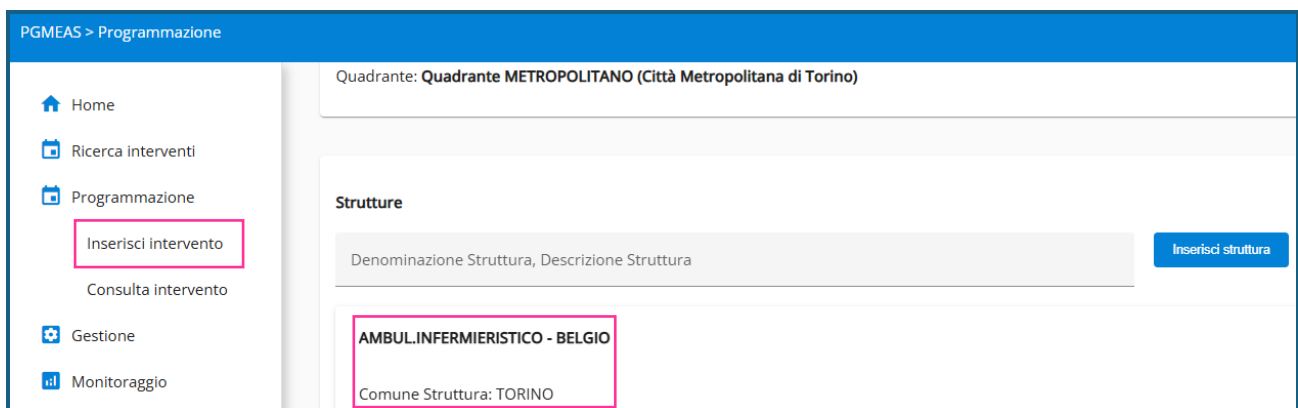 PGMEAS > Programmazione
Home
Ricerca interventi
Programmazione
Inserisci intervento
Consulta intervento
Gestione
Monitoraggio
Quadrante: Quadrante METROPOLITANO (Città Metropolitana di Torino)
Strutture
Denominazione Struttura, Descrizione Struttura
Inserisci struttura
AMBUL.INFERMIERISTICO - BELGIO
Comune Struttura: TORINO